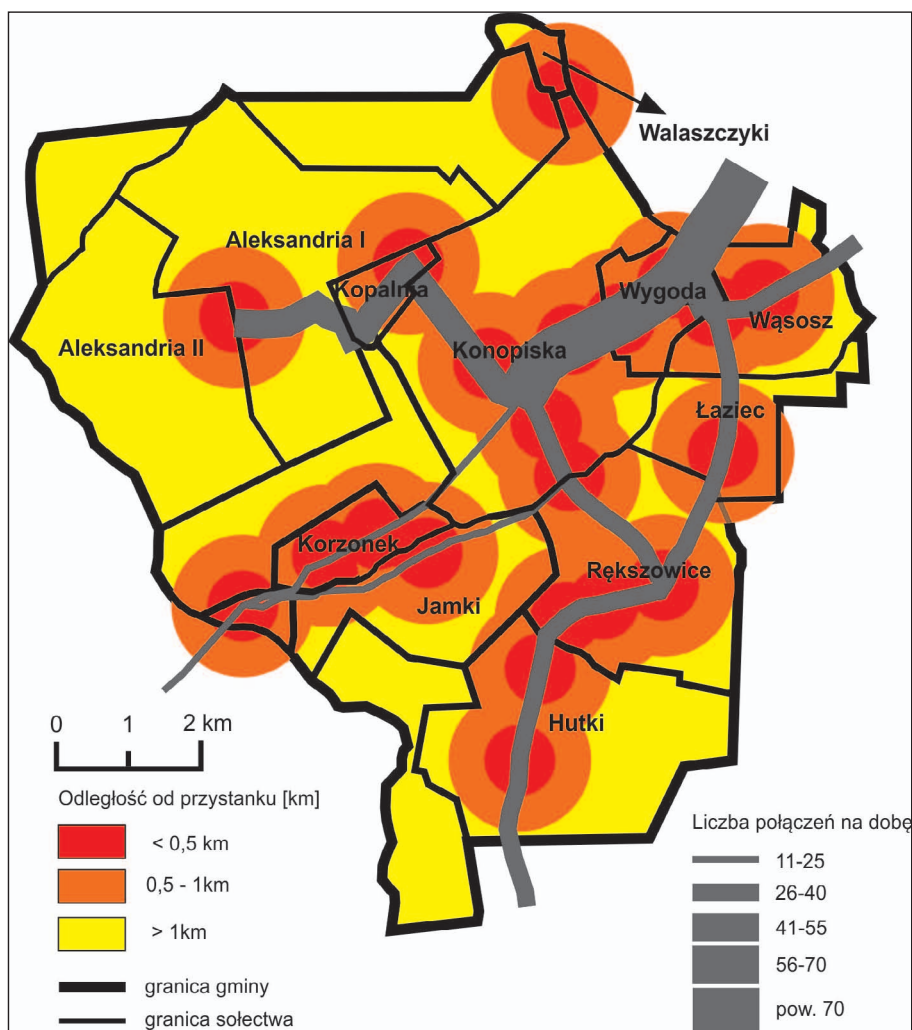 Walaszczyki
Aleksandria I
Kopalnia
Wygoda
Wąsosz
Aleksandria II
Konopiska
Łaziec
Korzonek
Rększowice
Jamki
Hutki
0 1 2 km
Odległość od przystanku [km]
< 0,5 km
0,5 - 1km
> 1km
granica gminy
granica sołectwa
Liczba połączeń na dobę
11-25
26-40
41-55
56-70
pow. 70